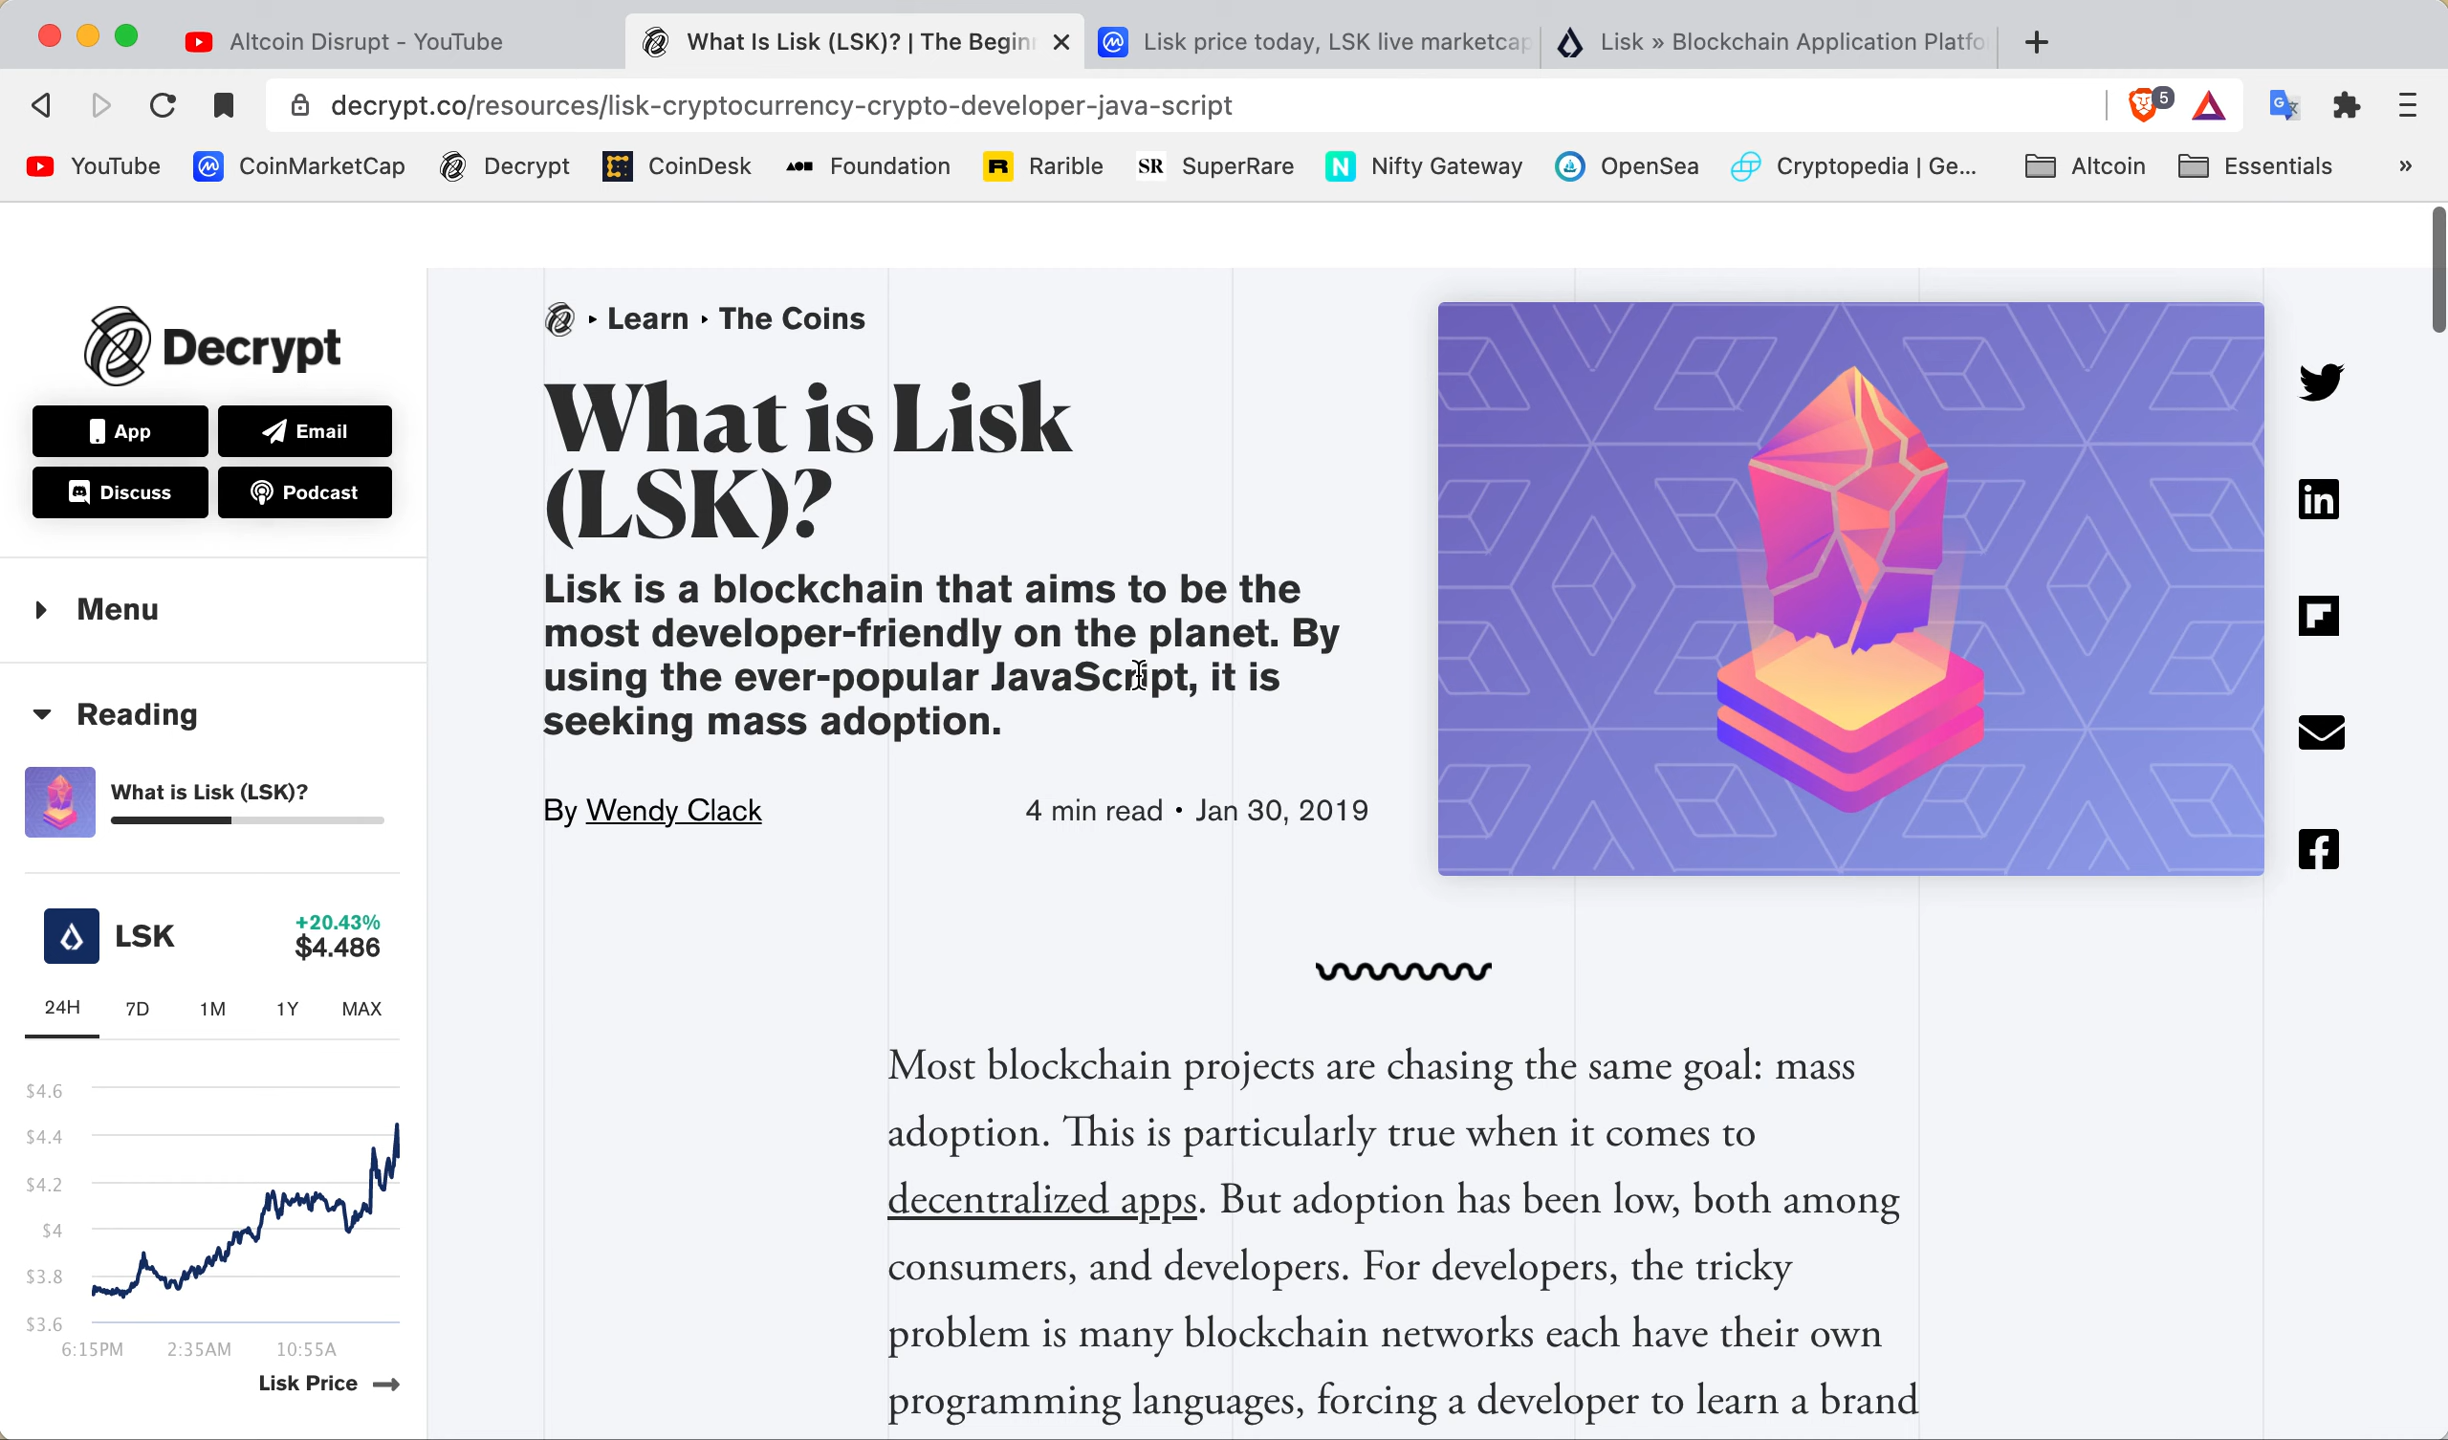 Altcoin Disrupt - YouTube
What Is Lisk (LSK)? | The Begin
Lisk price today, LSK live marketcap
Lisk » Blockchain Application Platfo
decrypt.co/resources/lisk-cryptocurrency-crypto-developer-java-script
5
YouTube
CoinMarketCap
Decrypt
CoinDesk
Foundation
R Rarible
SR SuperRare
N Nifty Gateway
OpenSea
Cryptopedia | Ge...
Altcoin
Essentials
»
Decrypt
App
Email
Discuss
Podcast
Menu
Reading
What is Lisk (LSK)?
LSK
+20.43%
$4.486
24H 7D 1M 1Y MAX
$4.6
$4.4
$4.2
$4
$3.8
$3.6
6:15PM 2:35AM 10:55A
Lisk Price →
Learn ‣ The Coins
What is Lisk
(LSK)?
Lisk is a blockchain that aims to be the
most developer-friendly on the planet. By
using the ever-popular JavaScript, it is
seeking mass adoption.
By Wendy Clack
4 min read • Jan 30, 2019
Most blockchain projects are chasing the same goal: mass
adoption. This is particularly true when it comes to
decentralized apps. But adoption has been low, both among
consumers, and developers. For developers, the tricky
problem is many blockchain networks each have their own
programming languages, forcing a developer to learn a brand